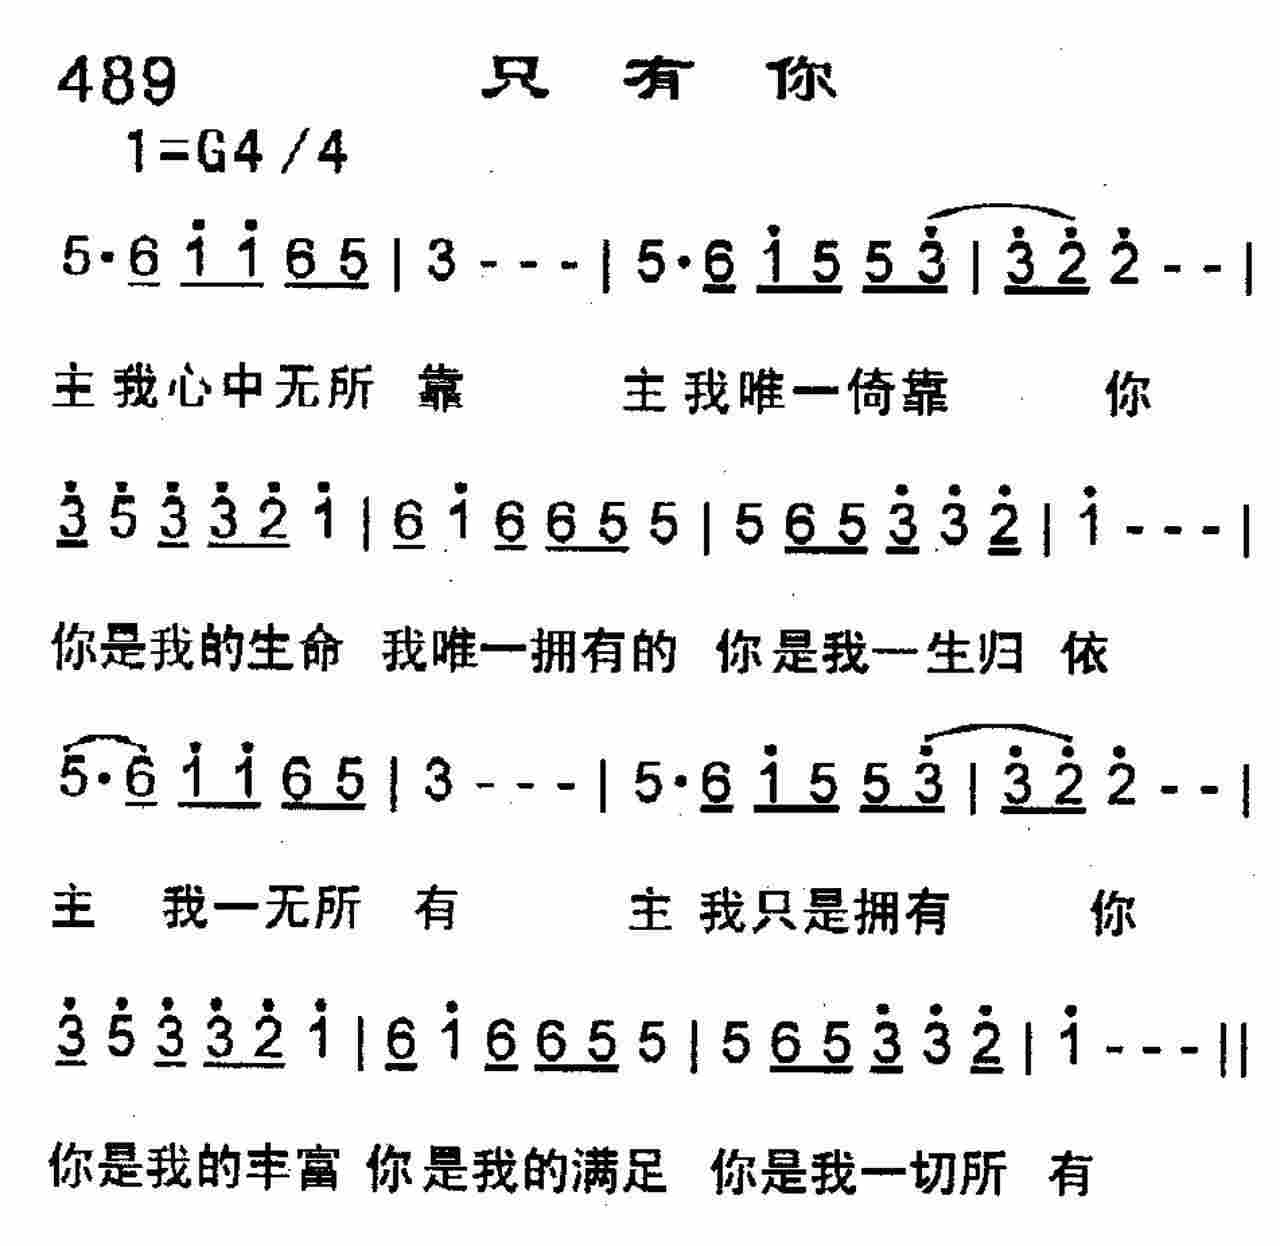 489 只有你
1=G4/4
5·6 1̇ 1̇ 6 5 | 3 - - - | 5·6 1̇ 5 5 3̇ | 3̇ 2̇ 2̇ - - |
主我心中无所 靠 主我唯一倚靠 你
3̇ 5̇ 3̇ 3̇ 2̇ 1̇ | 6 1̇ 6 6 5 5 | 5 6 5 3̇ 3̇ 2̇ | 1̇ - - - |
你是我的生命 我唯一拥有的 你是我一生归 依
5·6 1̇ 1̇ 6 5 | 3 - - - | 5·6 1̇ 5 5 3̇ | 3̇ 2̇ 2̇ - - |
主 我一无所 有 主 我只是拥有 你
3̇ 5̇ 3̇ 3̇ 2̇ 1̇ | 6 1̇ 6 6 5 5 | 5 6 5 3̇ 3̇ 2̇ | 1̇ - - - ||
你是我的丰富 你是我的满足 你是我一切所 有